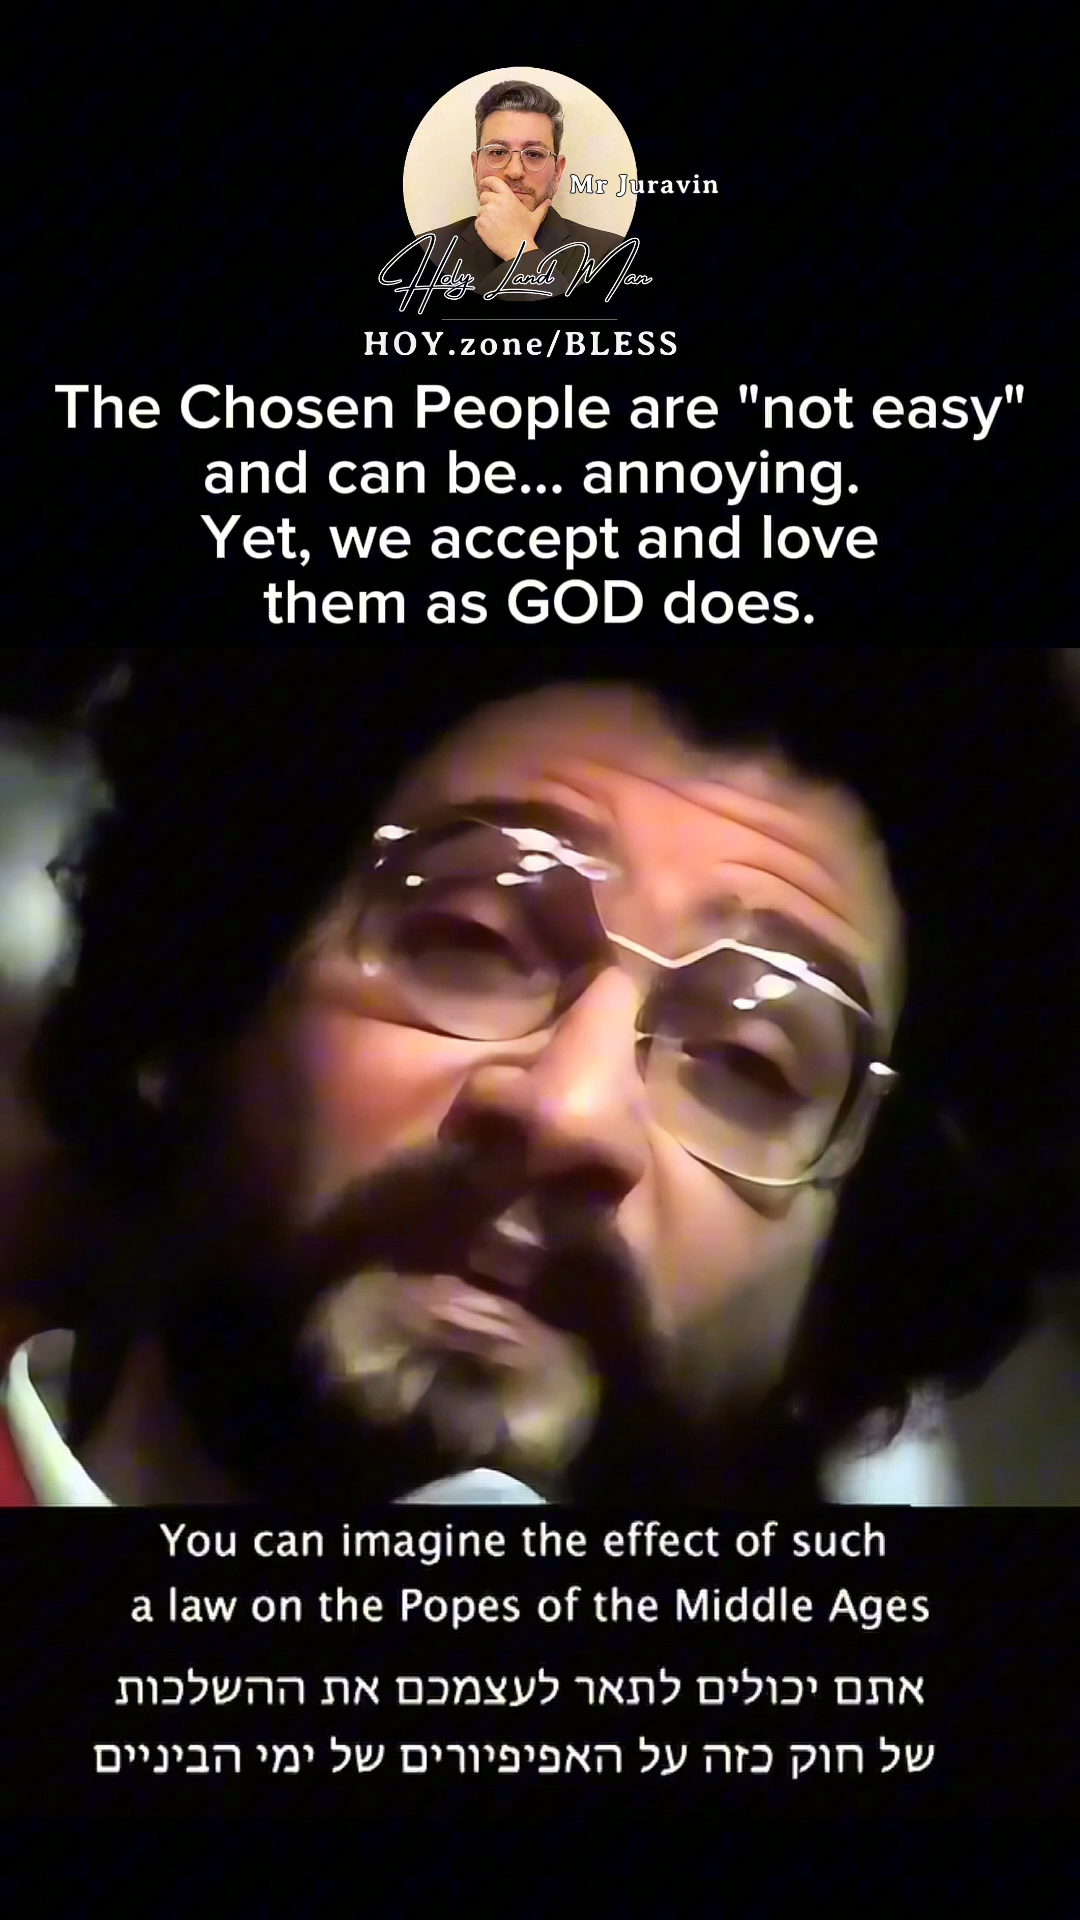 Mr Juravin
Holy Land Man
HOY.zone/BLESS
The Chosen People are "not easy"
and can be... annoying.
Yet, we accept and love
them as GOD does.
You can imagine the effect of such
a law on the Popes of the Middle Ages
אתם יכולים לתאר לעצמכם את ההשלכות
של חוק כזה על האפיפיורים של ימי הביניים